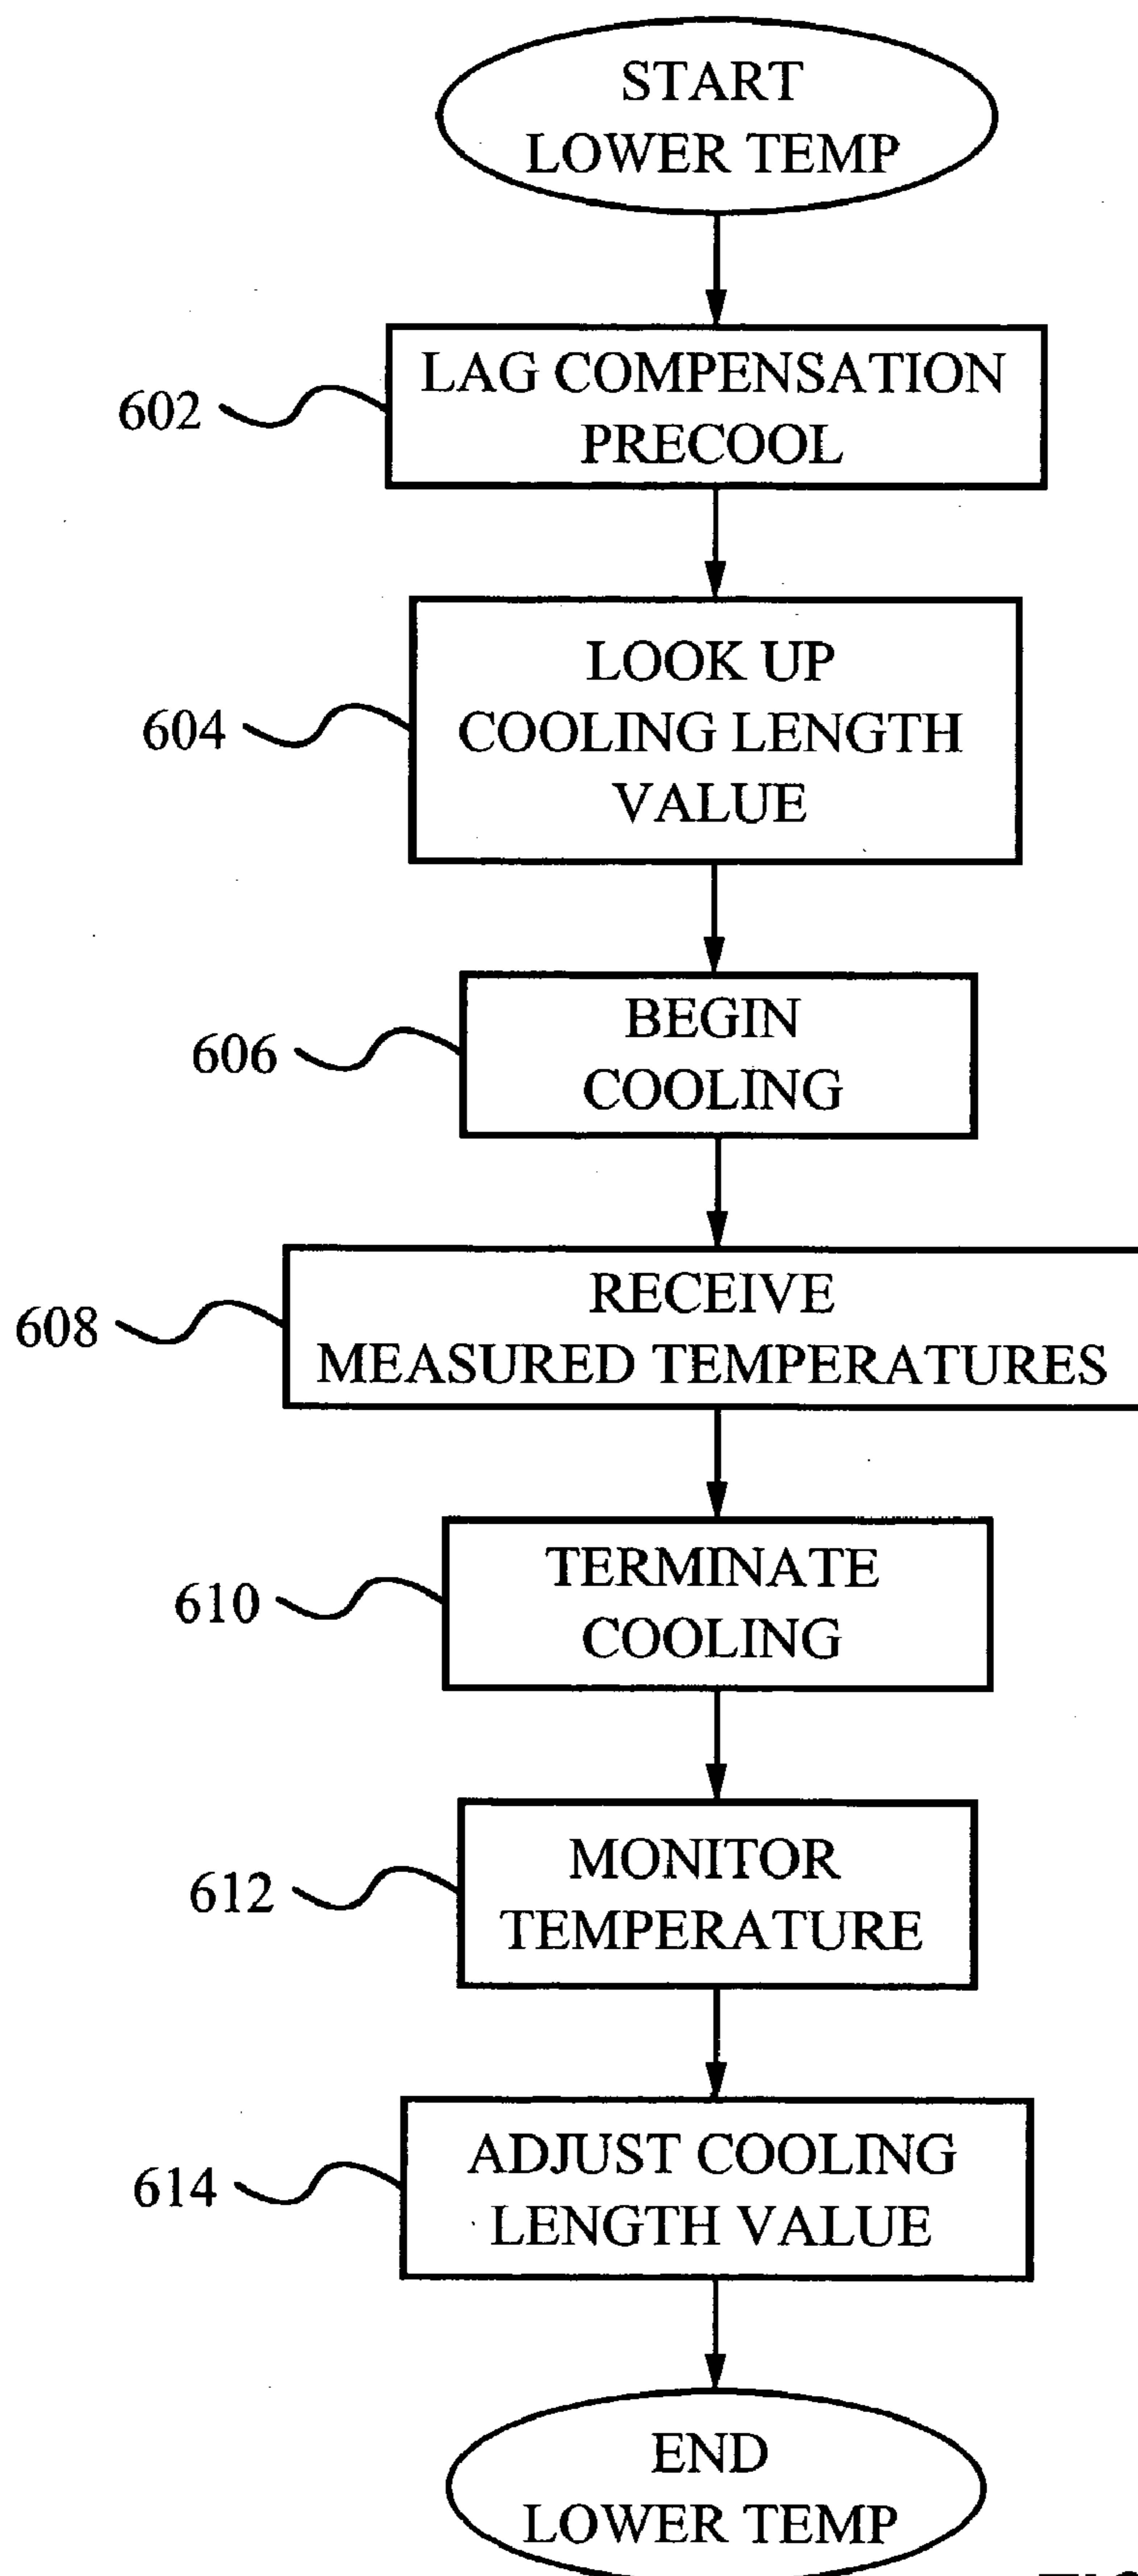 START
LOWER TEMP
LAG COMPENSATION
PRECOOL
602
LOOK UP
COOLING LENGTH
VALUE
604
BEGIN
COOLING
606
RECEIVE
MEASURED TEMPERATURES
608
TERMINATE
COOLING
610
MONITOR
TEMPERATURE
612
ADJUST COOLING
LENGTH VALUE
614
END
LOWER TEMP